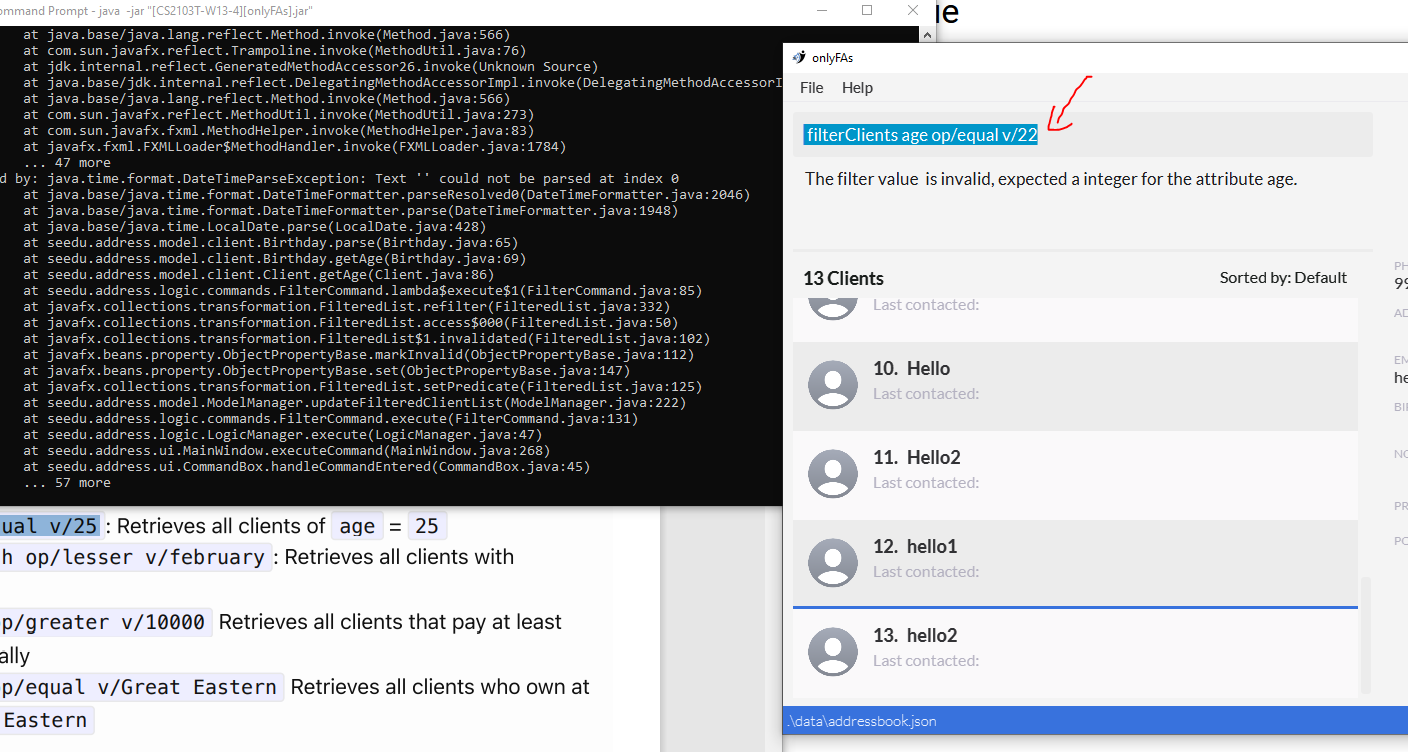 ommand Prompt - java -jar "[CS2103T-W13-4][onlyFAs].jar"
at java.base/java.lang.reflect.Method.invoke(Method.java:566)
at com.sun.javafx.reflect.Trampoline.invoke(MethodUtil.java:76)
at jdk.internal.reflect.GeneratedMethodAccessor26.invoke(Unknown Source)
at java.base/jdk.internal.reflect.DelegatingMethodAccessorImpl.invoke(DelegatingMethodAccessorI
at java.base/java.lang.reflect.Method.invoke(Method.java:566)
at com.sun.javafx.reflect.MethodUtil.invoke(MethodUtil.java:273)
at com.sun.javafx.fxml.MethodHelper.invoke(MethodHelper.java:83)
at javafx.fxml.FXMLLoader$MethodHandler.invoke(FXMLLoader.java:1784)
... 47 more
d by: java.time.format.DateTimeParseException: Text '' could not be parsed at index 0
at java.base/java.time.format.DateTimeFormatter.parseResolved0(DateTimeFormatter.java:2046)
at java.base/java.time.format.DateTimeFormatter.parse(DateTimeFormatter.java:1948)
at java.base/java.time.LocalDate.parse(LocalDate.java:428)
at seedu.address.model.client.Birthday.parse(Birthday.java:65)
at seedu.address.model.client.Birthday.getAge(Birthday.java:69)
at seedu.address.model.client.Client.getAge(Client.java:86)
at seedu.address.logic.commands.FilterCommand.lambda$execute$1(FilterCommand.java:85)
at javafx.collections.transformation.FilteredList.refilter(FilteredList.java:332)
at javafx.collections.transformation.FilteredList.access$000(FilteredList.java:50)
at javafx.collections.transformation.FilteredList$1.invalidated(FilteredList.java:102)
at javafx.beans.property.ObjectPropertyBase.markInvalid(ObjectPropertyBase.java:112)
at javafx.beans.property.ObjectPropertyBase.set(ObjectPropertyBase.java:147)
at javafx.collections.transformation.FilteredList.setPredicate(FilteredList.java:125)
at seedu.address.model.ModelManager.updateFilteredClientList(ModelManager.java:222)
at seedu.address.logic.commands.FilterCommand.execute(FilterCommand.java:131)
at seedu.address.logic.LogicManager.execute(LogicManager.java:47)
at seedu.address.ui.MainWindow.executeCommand(MainWindow.java:268)
at seedu.address.ui.CommandBox.handleCommandEntered(CommandBox.java:45)
... 57 more
ual v/25 : Retrieves all clients of age = 25
h op/lesser v/february : Retrieves all clients with
p/greater v/10000 Retrieves all clients that pay at least
ally
op/equal v/Great Eastern Retrieves all clients who own at
Eastern
ue
onlyFAs
File Help
filterClients age op/equal v/22
The filter value  is invalid, expected a integer for the attribute age.
13 Clients
Sorted by: Default
Last contacted:
10. Hello
Last contacted:
11. Hello2
Last contacted:
12. hello1
Last contacted:
13. hello2
Last contacted:
PH
99
AD
EM
he
BIF
NO
PR
PO
.\data\addressbook.json